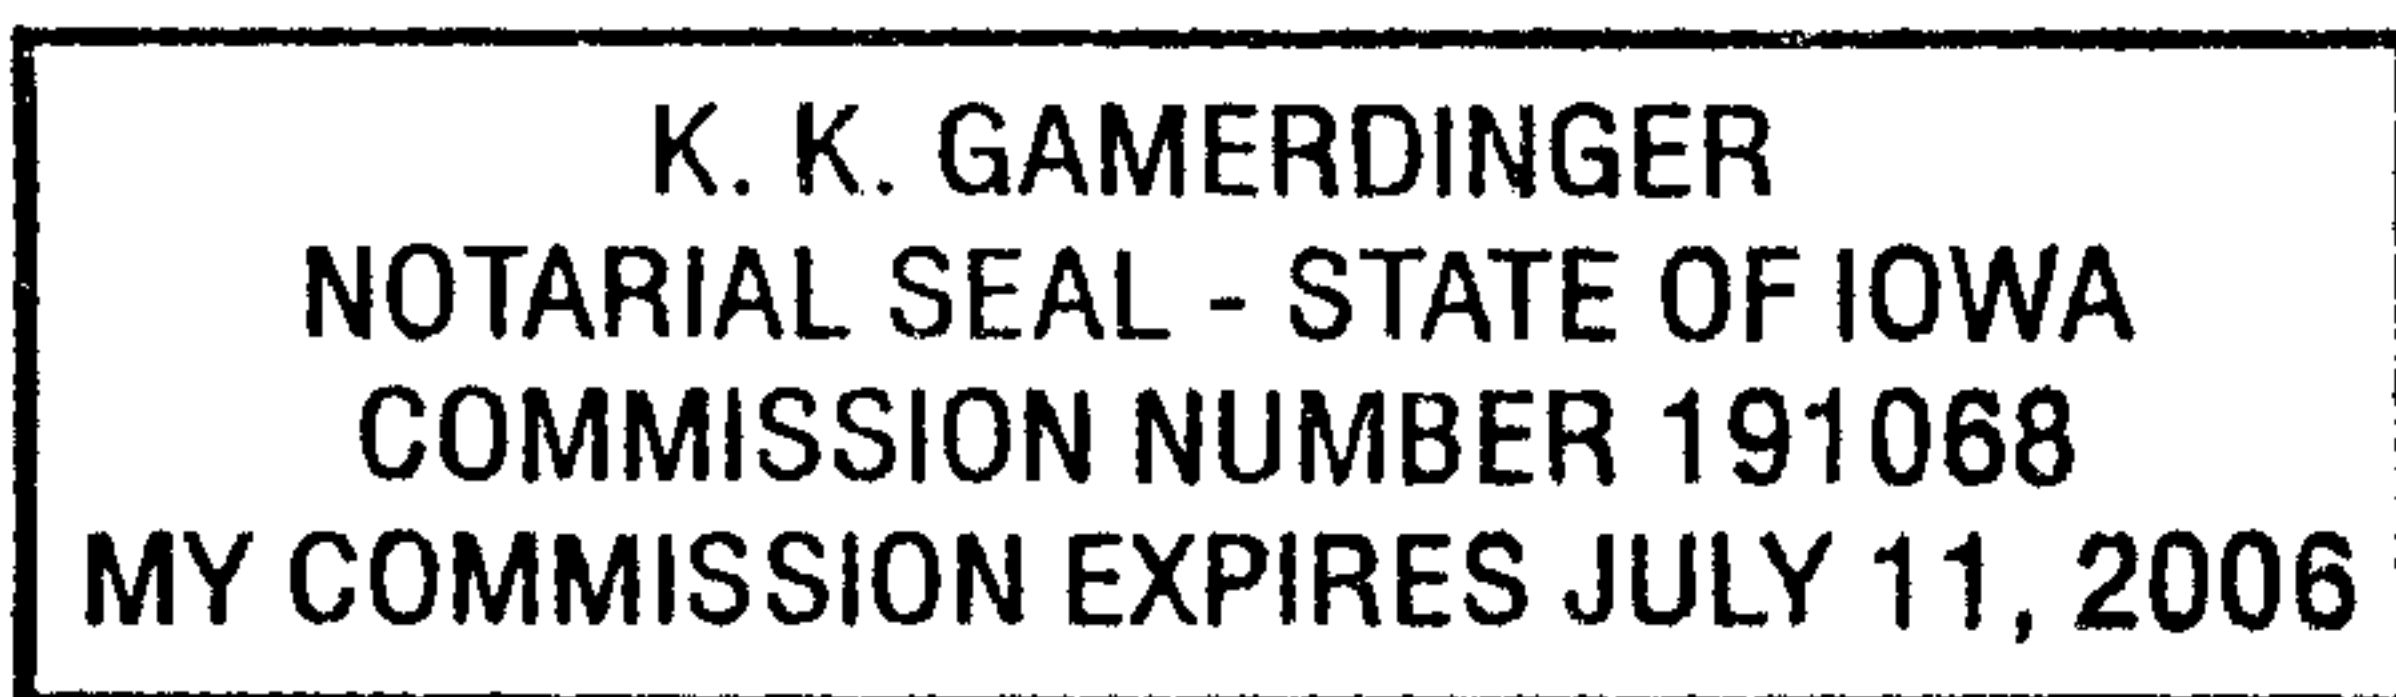 K. K. GAMERDINGER
NOTARIAL SEAL - STATE OF IOWA
COMMISSION NUMBER 191068
MY COMMISSION EXPIRES JULY 11, 2006